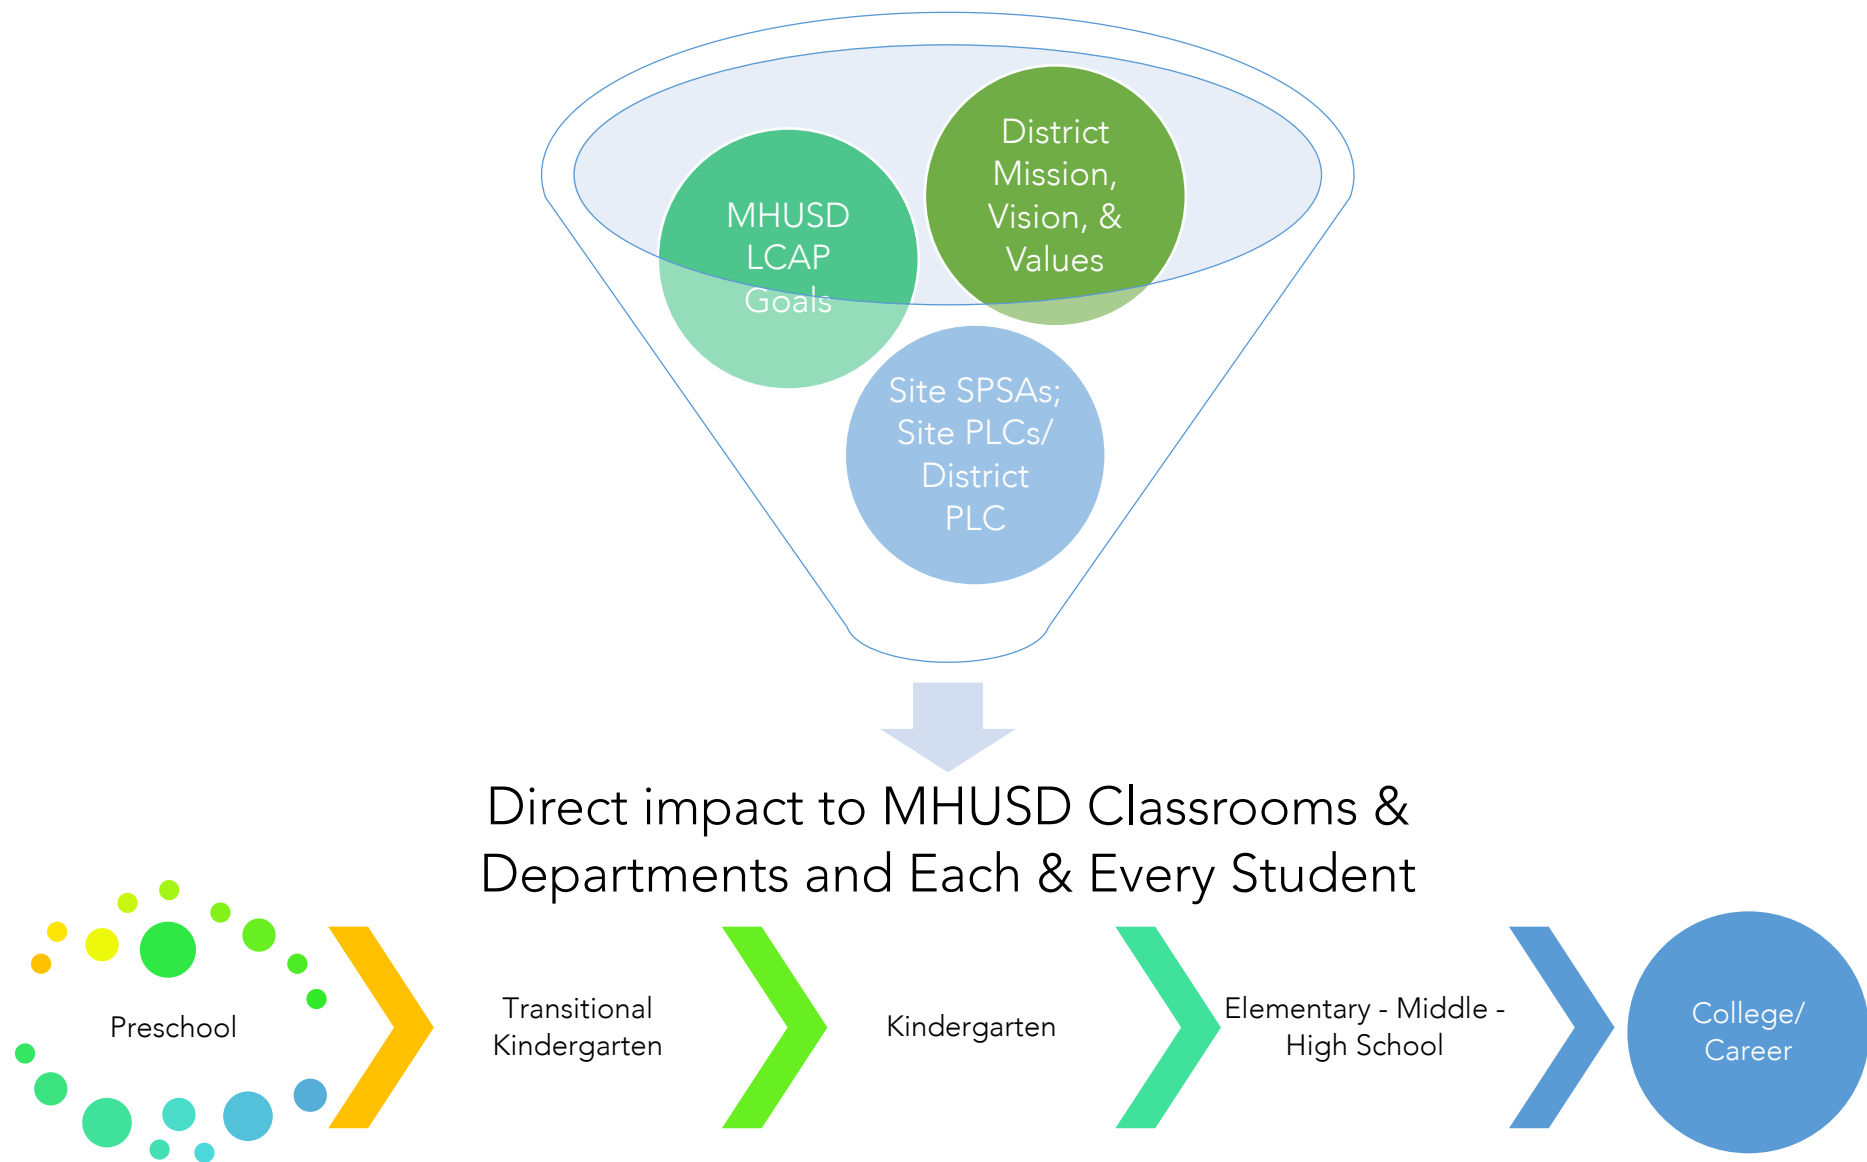 District
Mission,
Vision, &
Values
MHUSD
LCAP
Goals
Site SPSAs;
Site PLCs/
District
PLC
Direct impact to MHUSD Classrooms &
Departments and Each & Every Student
Preschool
Transitional
Kindergarten
Kindergarten
Elementary - Middle -
High School
College/
Career